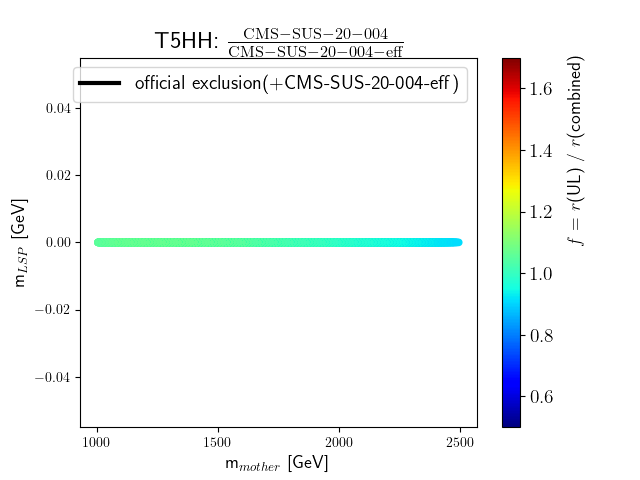 T5HH: CMS−SUS−20−004
CMS−SUS−20−004−eff
official exclusion(+CMS-SUS-20-004-eff)
0.04
0.02
0.00
−0.02
−0.04
m_LSP [GeV]
1000 1500 2000 2500
m_mother [GeV]
1.6
1.4
1.2
1.0
0.8
0.6
f = r(UL) / r(combined)